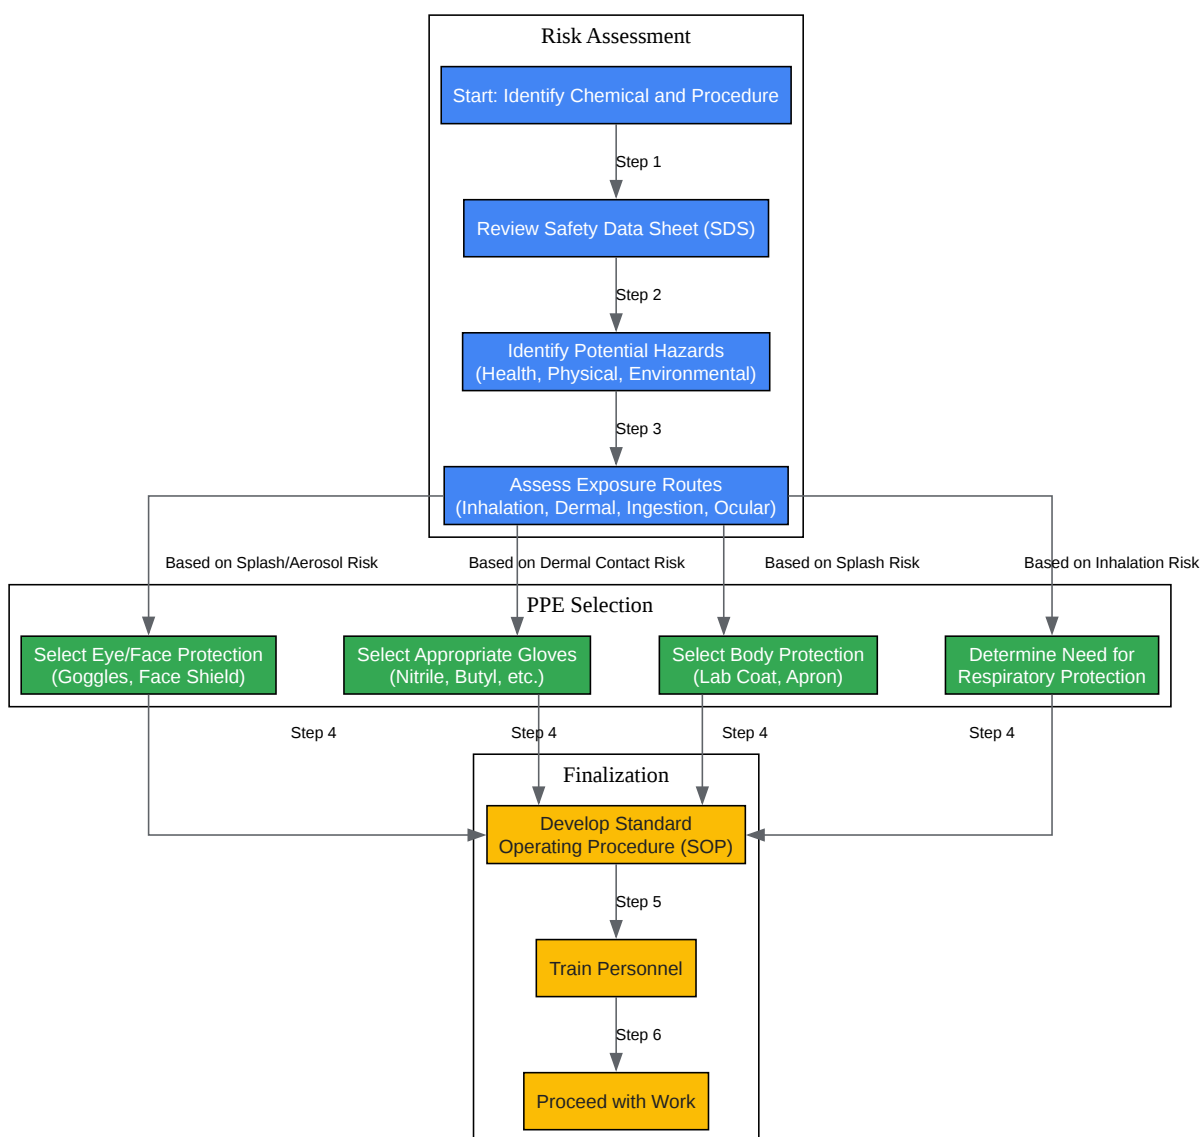 Risk Assessment
Start: Identify Chemical and Procedure
Step 1
Review Safety Data Sheet (SDS)
Step 2
Identify Potential Hazards
(Health, Physical, Environmental)
Step 3
Assess Exposure Routes
(Inhalation, Dermal, Ingestion, Ocular)
Based on Splash/Aerosol Risk
Based on Dermal Contact Risk
Based on Splash Risk
Based on Inhalation Risk
PPE Selection
Select Eye/Face Protection
(Goggles, Face Shield)
Select Appropriate Gloves
(Nitrile, Butyl, etc.)
Select Body Protection
(Lab Coat, Apron)
Determine Need for
Respiratory Protection
Step 4
Step 4
Step 4
Step 4
Finalization
Develop Standard
Operating Procedure (SOP)
Step 5
Train Personnel
Step 6
Proceed with Work